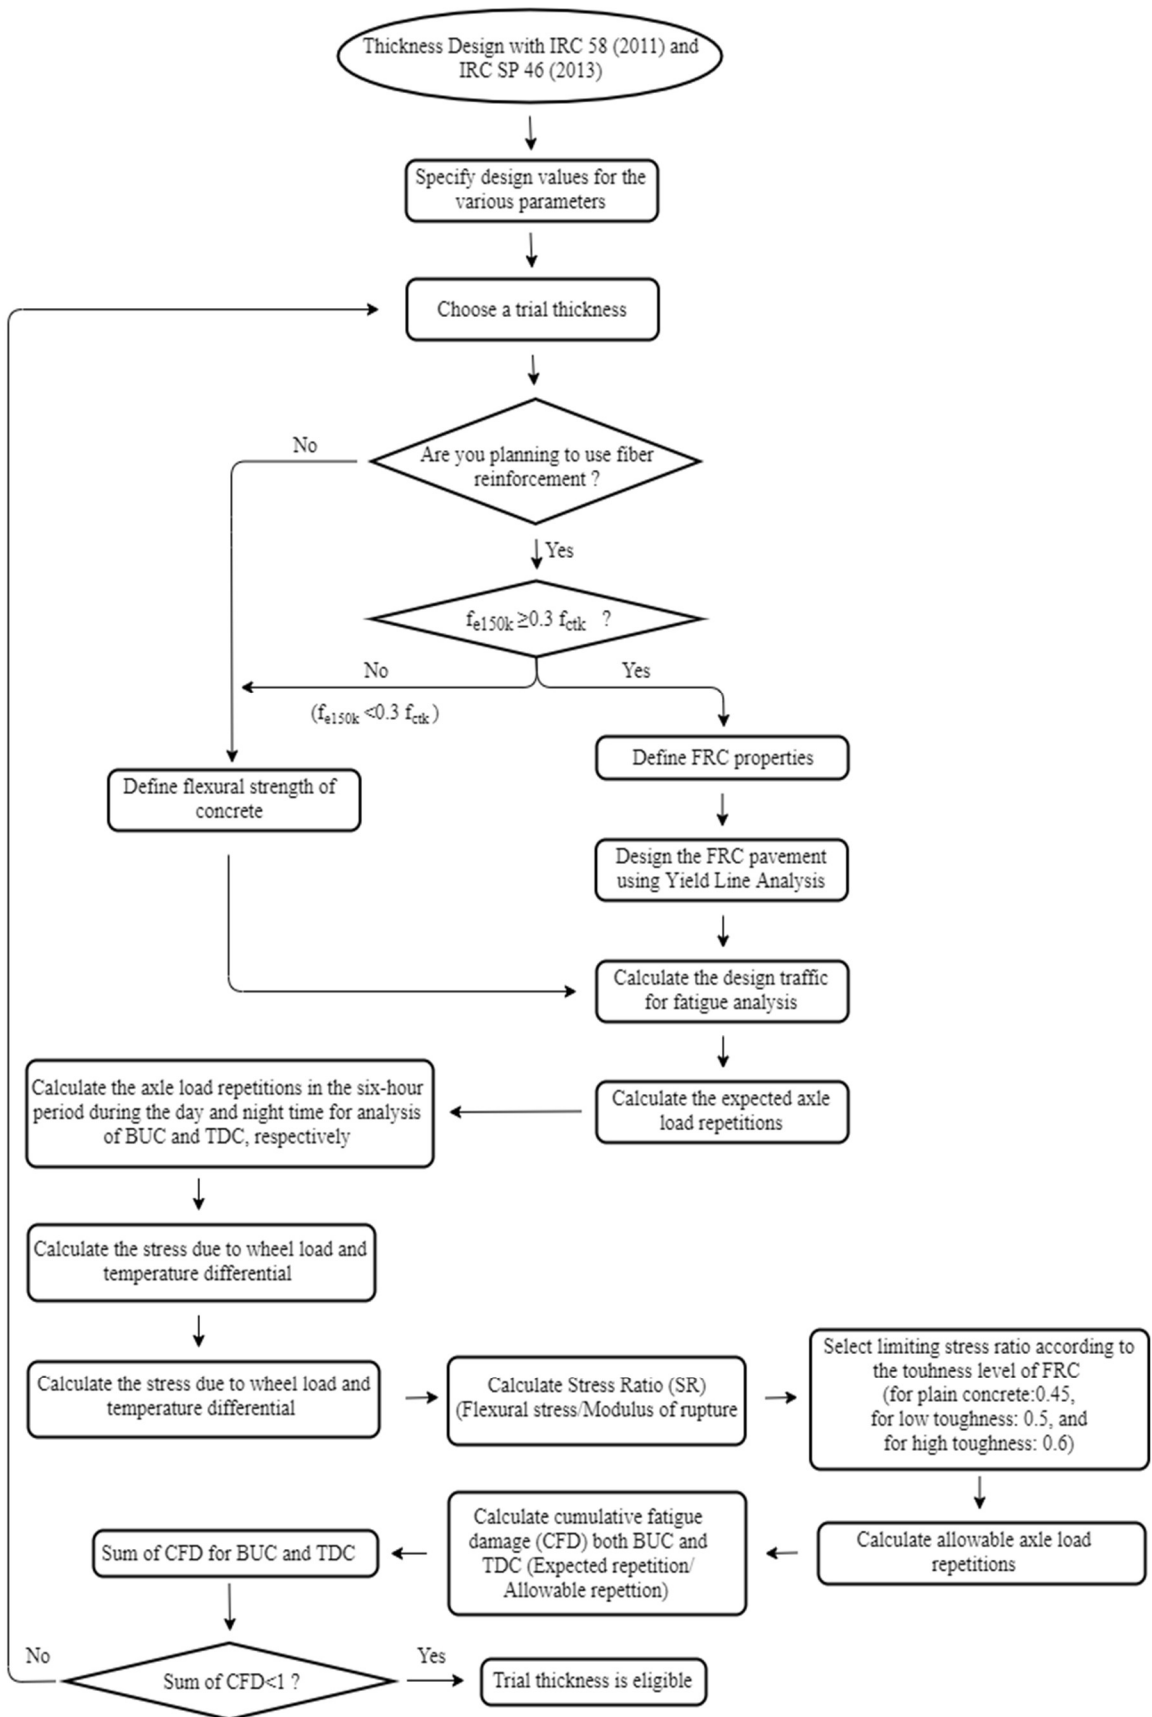 Thickness Design with IRC 58 (2011) and
IRC SP 46 (2013)
Specify design values for the
various parameters
Choose a trial thickness
Are you planning to use fiber
reinforcement ?
No
Yes
fe150k ≥0.3 fctk ?
No
Yes
(fe150k <0.3 fctk)
Define FRC properties
Define flexural strength of
concrete
Design the FRC pavement
using Yield Line Analysis
Calculate the design traffic
for fatigue analysis
Calculate the expected axle
load repetitions
Calculate the axle load repetitions in the six-hour
period during the day and night time for analysis
of BUC and TDC, respectively
Calculate the stress due to wheel load and
temperature differential
Calculate the stress due to wheel load and
temperature differential
Calculate Stress Ratio (SR)
(Flexural stress/Modulus of rupture
Select limiting stress ratio according to
the touhness level of FRC
(for plain concrete:0.45,
for low toughness: 0.5, and
for high toughness: 0.6)
Calculate allowable axle load
repetitions
Calculate cumulative fatigue
damage (CFD) both BUC and
TDC (Expected repetition/
Allowable repettion)
Sum of CFD for BUC and TDC
Sum of CFD<1 ?
No
Yes
Trial thickness is eligible